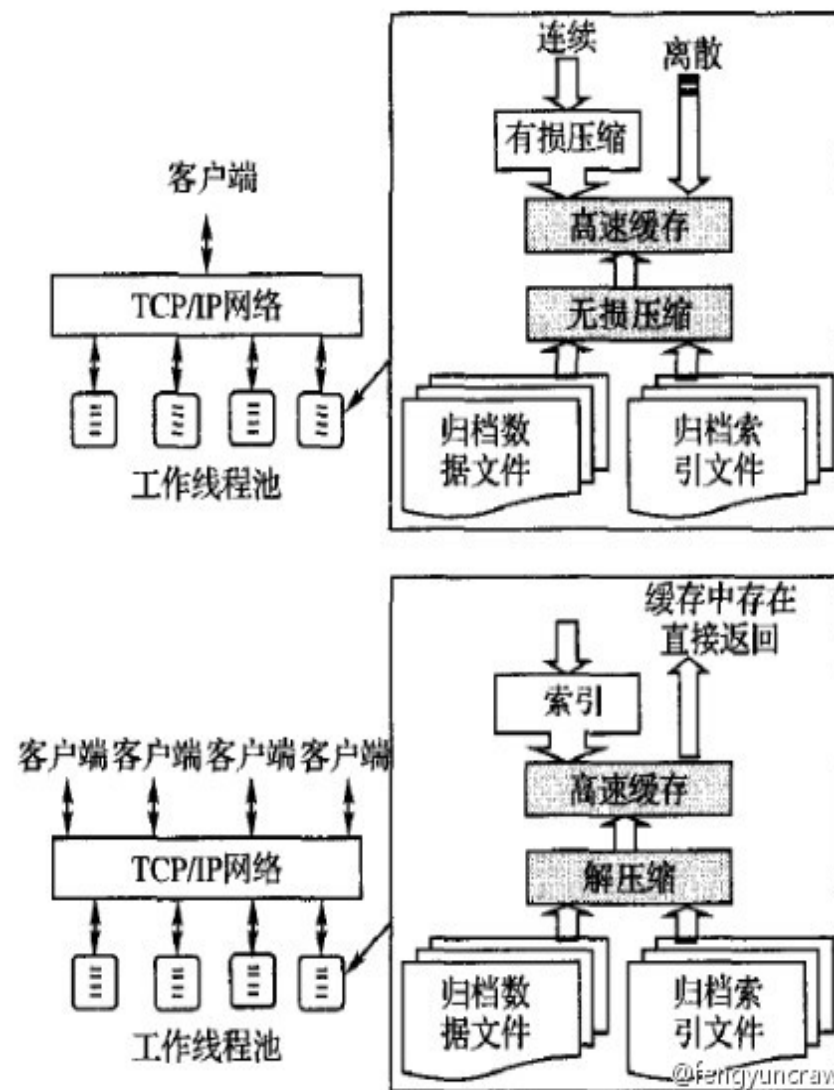 连续
离散
有损压缩
客户端
高速缓存
TCP/IP网络
无损压缩
归档数
据文件
归档索
引文件
工作线程池
缓存中存在
直接返回
索引
客户端 客户端 客户端 客户端
高速缓存
TCP/IP网络
解压缩
归档数
据文件
归档索
引文件
工作线程池
@fengyuncraw